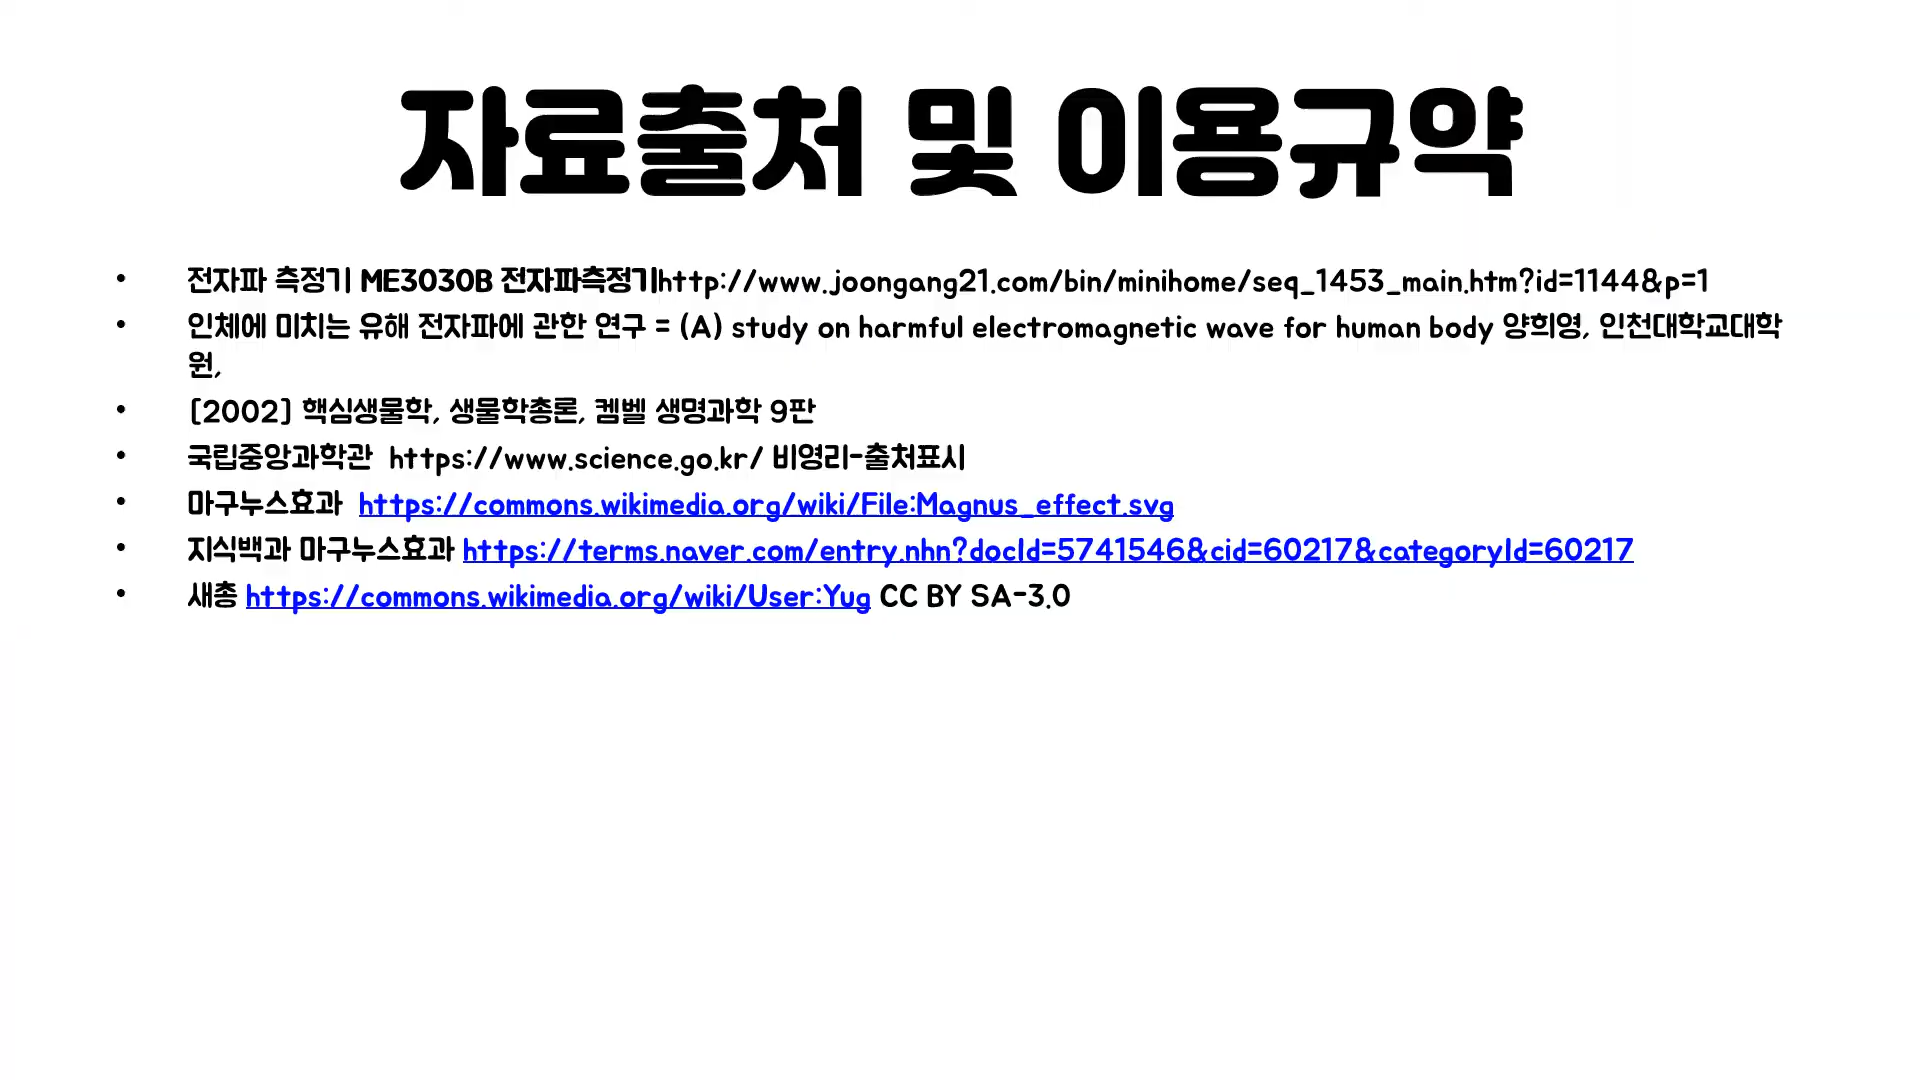 자료출처 및 이용규약
• 전자파 측정기 ME3030B 전자파측정기http://www.joongang21.com/bin/minihome/seq_1453_main.htm?id=1144&p=1
• 인체에 미치는 유해 전자파에 관한 연구 = (A) study on harmful electromagnetic wave for human body 양희영, 인천대학교대학
원,
• [2002] 핵심생물학, 생물학총론, 켐벨 생명과학 9판
• 국립중앙과학관 https://www.science.go.kr/ 비영리-출처표시
• 마구누스효과 https://commons.wikimedia.org/wiki/File:Magnus_effect.svg
• 지식백과 마구누스효과 https://terms.naver.com/entry.nhn?docId=5741546&cid=60217&categoryId=60217
• 새총 https://commons.wikimedia.org/wiki/User:Yug CC BY SA-3.0